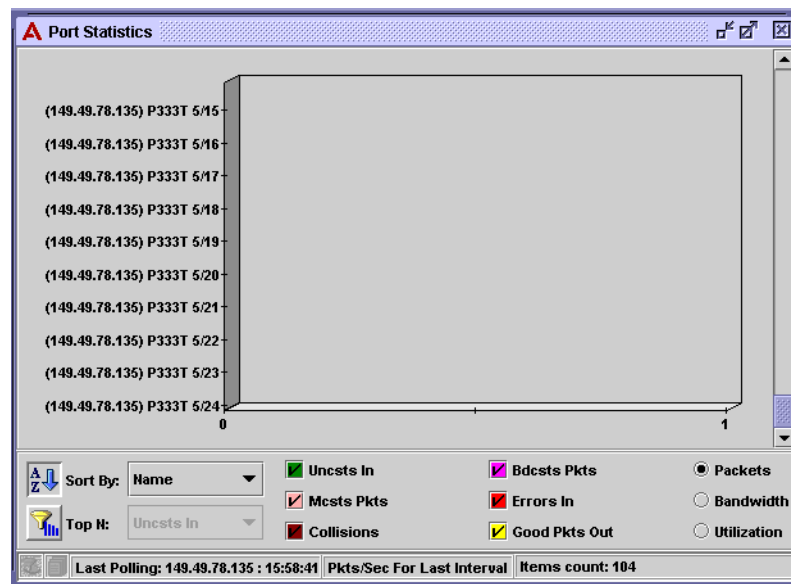 Port Statistics
(149.49.78.135) P333T 5/15
(149.49.78.135) P333T 5/16
(149.49.78.135) P333T 5/17
(149.49.78.135) P333T 5/18
(149.49.78.135) P333T 5/19
(149.49.78.135) P333T 5/20
(149.49.78.135) P333T 5/21
(149.49.78.135) P333T 5/22
(149.49.78.135) P333T 5/23
(149.49.78.135) P333T 5/24
0 1
A Z Sort By: Name Uncsts In Bdcsts Pkts Packets
Mcsts Pkts Errors In Bandwidth
Top N: Uncsts In Collisions Good Pkts Out Utilization
Last Polling: 149.49.78.135 : 15:58:41 Pkts/Sec For Last Interval Items count: 104